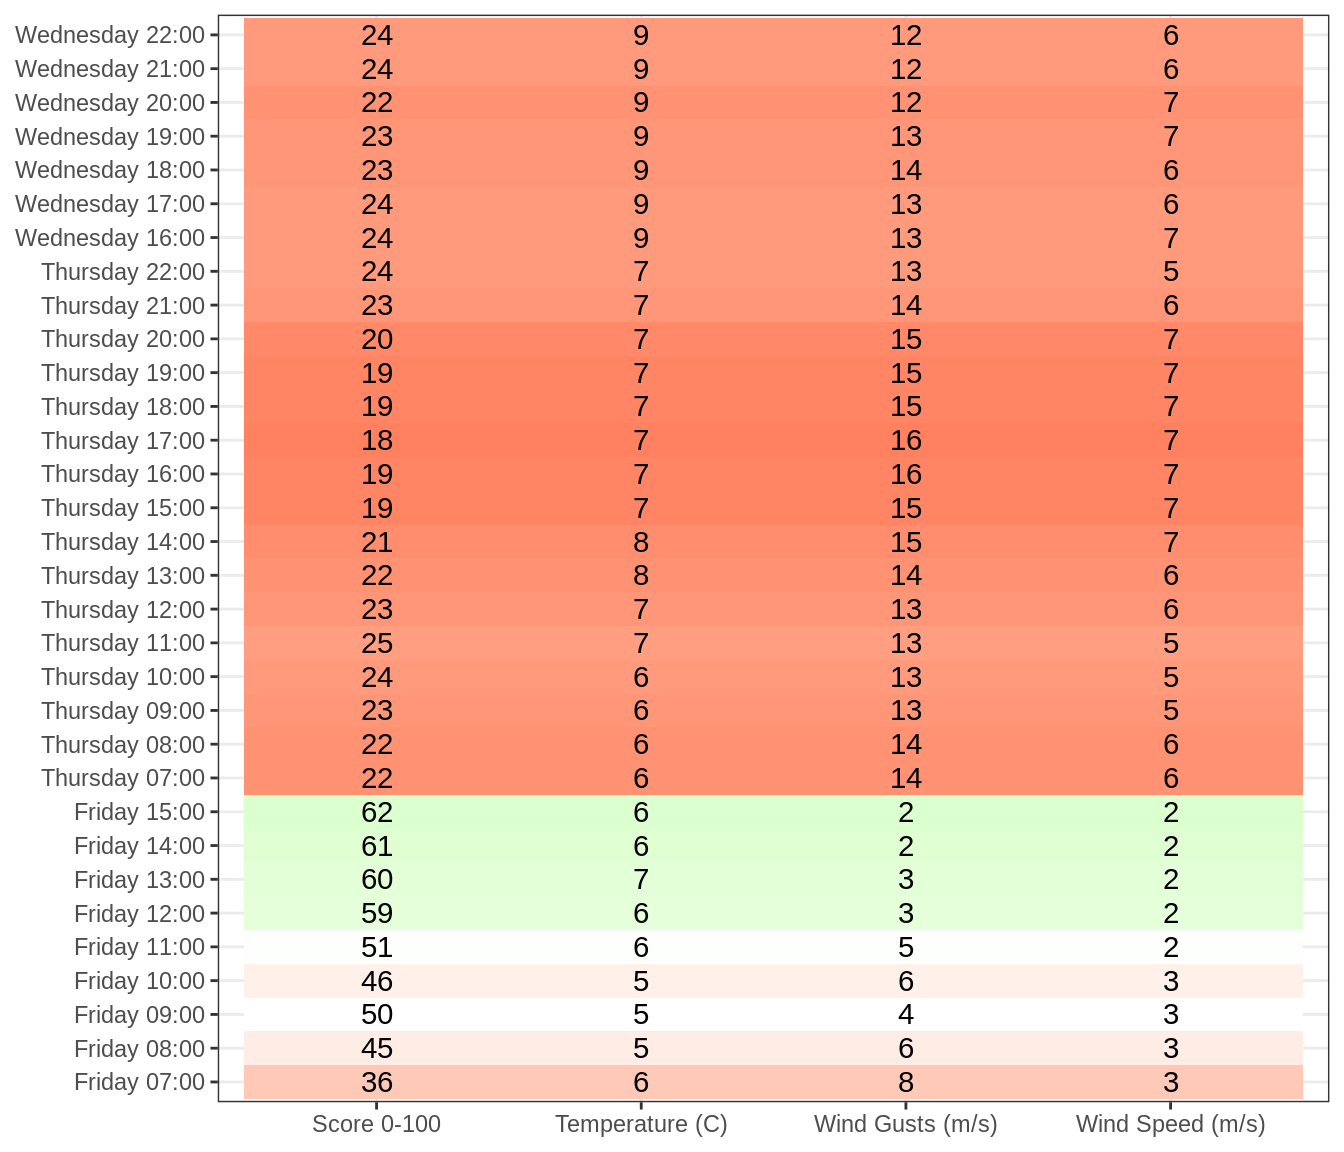 Wednesday 22:00 24 9 12 6
Wednesday 21:00 24 9 12 6
Wednesday 20:00 22 9 12 7
Wednesday 19:00 23 9 13 7
Wednesday 18:00 23 9 14 6
Wednesday 17:00 24 9 13 6
Wednesday 16:00 24 9 13 7
Thursday 22:00 24 7 13 5
Thursday 21:00 23 7 14 6
Thursday 20:00 20 7 15 7
Thursday 19:00 19 7 15 7
Thursday 18:00 19 7 15 7
Thursday 17:00 18 7 16 7
Thursday 16:00 19 7 16 7
Thursday 15:00 19 7 15 7
Thursday 14:00 21 8 15 7
Thursday 13:00 22 8 14 6
Thursday 12:00 23 7 13 6
Thursday 11:00 25 7 13 5
Thursday 10:00 24 6 13 5
Thursday 09:00 23 6 13 5
Thursday 08:00 22 6 14 6
Thursday 07:00 22 6 14 6
Friday 15:00 62 6 2 2
Friday 14:00 61 6 2 2
Friday 13:00 60 7 3 2
Friday 12:00 59 6 3 2
Friday 11:00 51 6 5 2
Friday 10:00 46 5 6 3
Friday 09:00 50 5 4 3
Friday 08:00 45 5 6 3
Friday 07:00 36 6 8 3
Score 0-100 Temperature (C) Wind Gusts (m/s) Wind Speed (m/s)